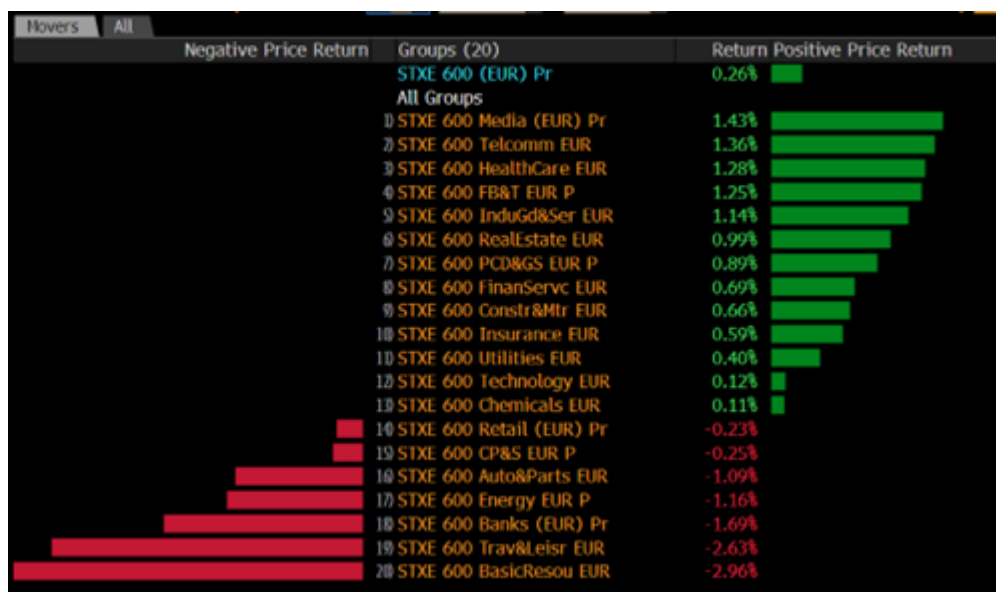 Movers All
Negative Price Return Groups (20) Return Positive Price Return
STXE 600 (EUR) Pr 0.26%
All Groups
1) STXE 600 Media (EUR) Pr 1.43%
2) STXE 600 Telcomm EUR 1.36%
3) STXE 600 HealthCare EUR 1.28%
4) STXE 600 FB&T EUR P 1.25%
5) STXE 600 InduGd&Ser EUR 1.14%
6) STXE 600 RealEstate EUR 0.99%
7) STXE 600 PCD&GS EUR P 0.89%
8) STXE 600 FinanServc EUR 0.69%
9) STXE 600 Constr&Mtr EUR 0.66%
10) STXE 600 Insurance EUR 0.59%
11) STXE 600 Utilities EUR 0.40%
12) STXE 600 Technology EUR 0.12%
13) STXE 600 Chemicals EUR 0.11%
14) STXE 600 Retail (EUR) Pr -0.23%
15) STXE 600 CP&S EUR P -0.25%
16) STXE 600 Auto&Parts EUR -1.09%
17) STXE 600 Energy EUR P -1.16%
18) STXE 600 Banks (EUR) Pr -1.69%
19) STXE 600 Trav&Leisr EUR -2.63%
20) STXE 600 BasicResou EUR -2.96%